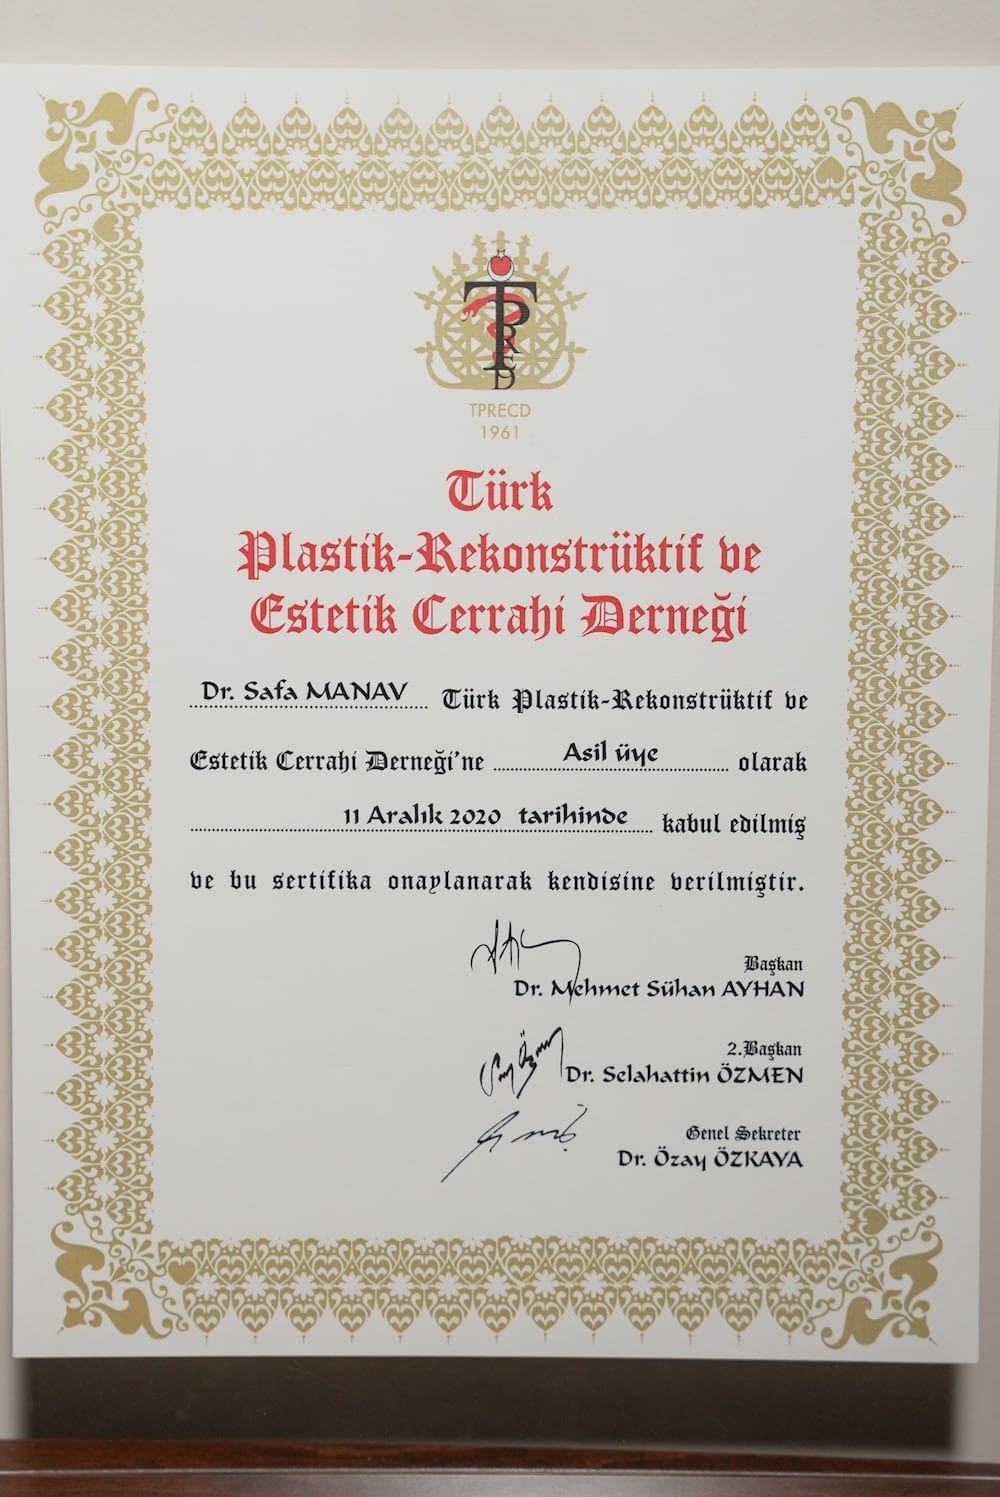 TPRECD
TPRECD
1961
Türk
Plastik-Rekonstrüktif ve
Estetik Cerrahi Derneği
Dr. Safa MANAV Türk Plastik-Rekonstrüktif ve
Estetik Cerrahi Derneği'ne Asil üye olarak
11 Aralık 2020 tarihinde kabul edilmiş
ve bu sertifika onaylanarak kendisine verilmiştir.
Başkan
Dr. Mehmet Sühan AYHAN
2.Başkan
Dr. Selahattin ÖZMEN
Genel Sekreter
Dr. Özay ÖZKAYA